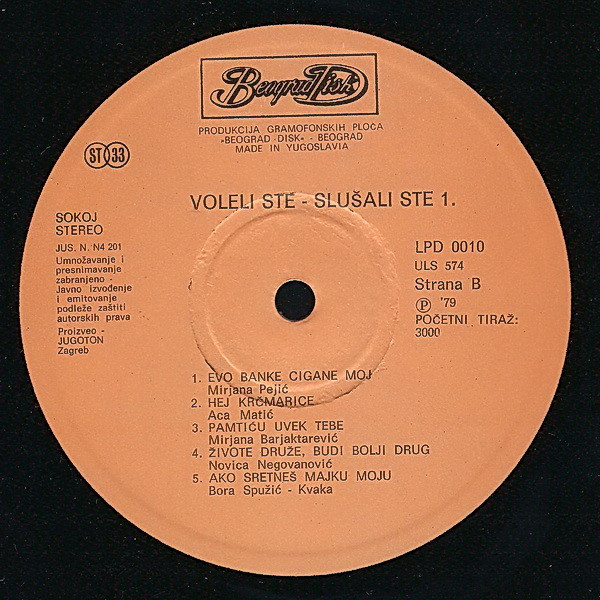 Beograd Disk
PRODUKCIJA GRAMOFONSKIH PLOČA
»BEOGRAD-DISK« - BEOGRAD
MADE IN YUGOSLAVIA
ST 33
VOLELI STE - SLUŠALI STE 1.
SOKOJ
STEREO
JUS. N. N4 201
Umnožavanje i
presnimavanje
zabranjeno -
Javno izvođenje
i emitovanje
podleže zaštiti
autorskih prava
Proizveo -
JUGOTON
Zagreb
LPD 0010
ULS 574
Strana B
Ⓟ '79
POČETNI TIRAŽ:
3000
1. EVO BANKE CIGANE MOJ
Mirjana Pejić
2. HEJ KRČMARICE
Aca Matić
3. PAMTIĆU UVEK TEBE
Mirjana Barjaktarević
4. ŽIVOTE DRUŽE, BUDI BOLJI DRUG
Novica Negovanović
5. AKO SRETNEŠ MAJKU MOJU
Bora Spužić - Kvaka